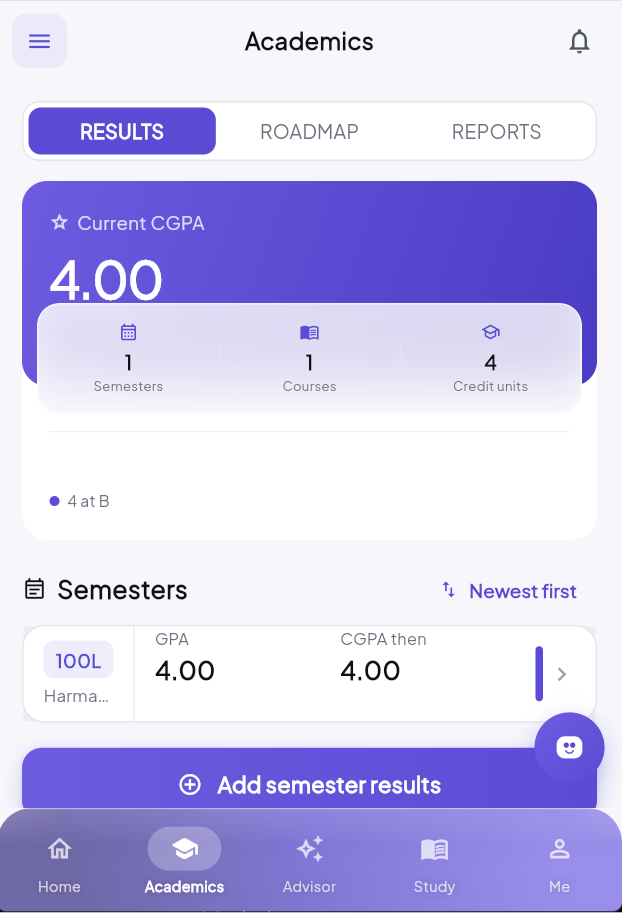 Academics
RESULTS ROADMAP REPORTS
Current CGPA
4.00
1 1 4
Semesters Courses Credit units
4 at B
Semesters Newest first
GPA CGPA then
100L 4.00 4.00
Harma...
Add semester results
Home Academics Advisor Study Me